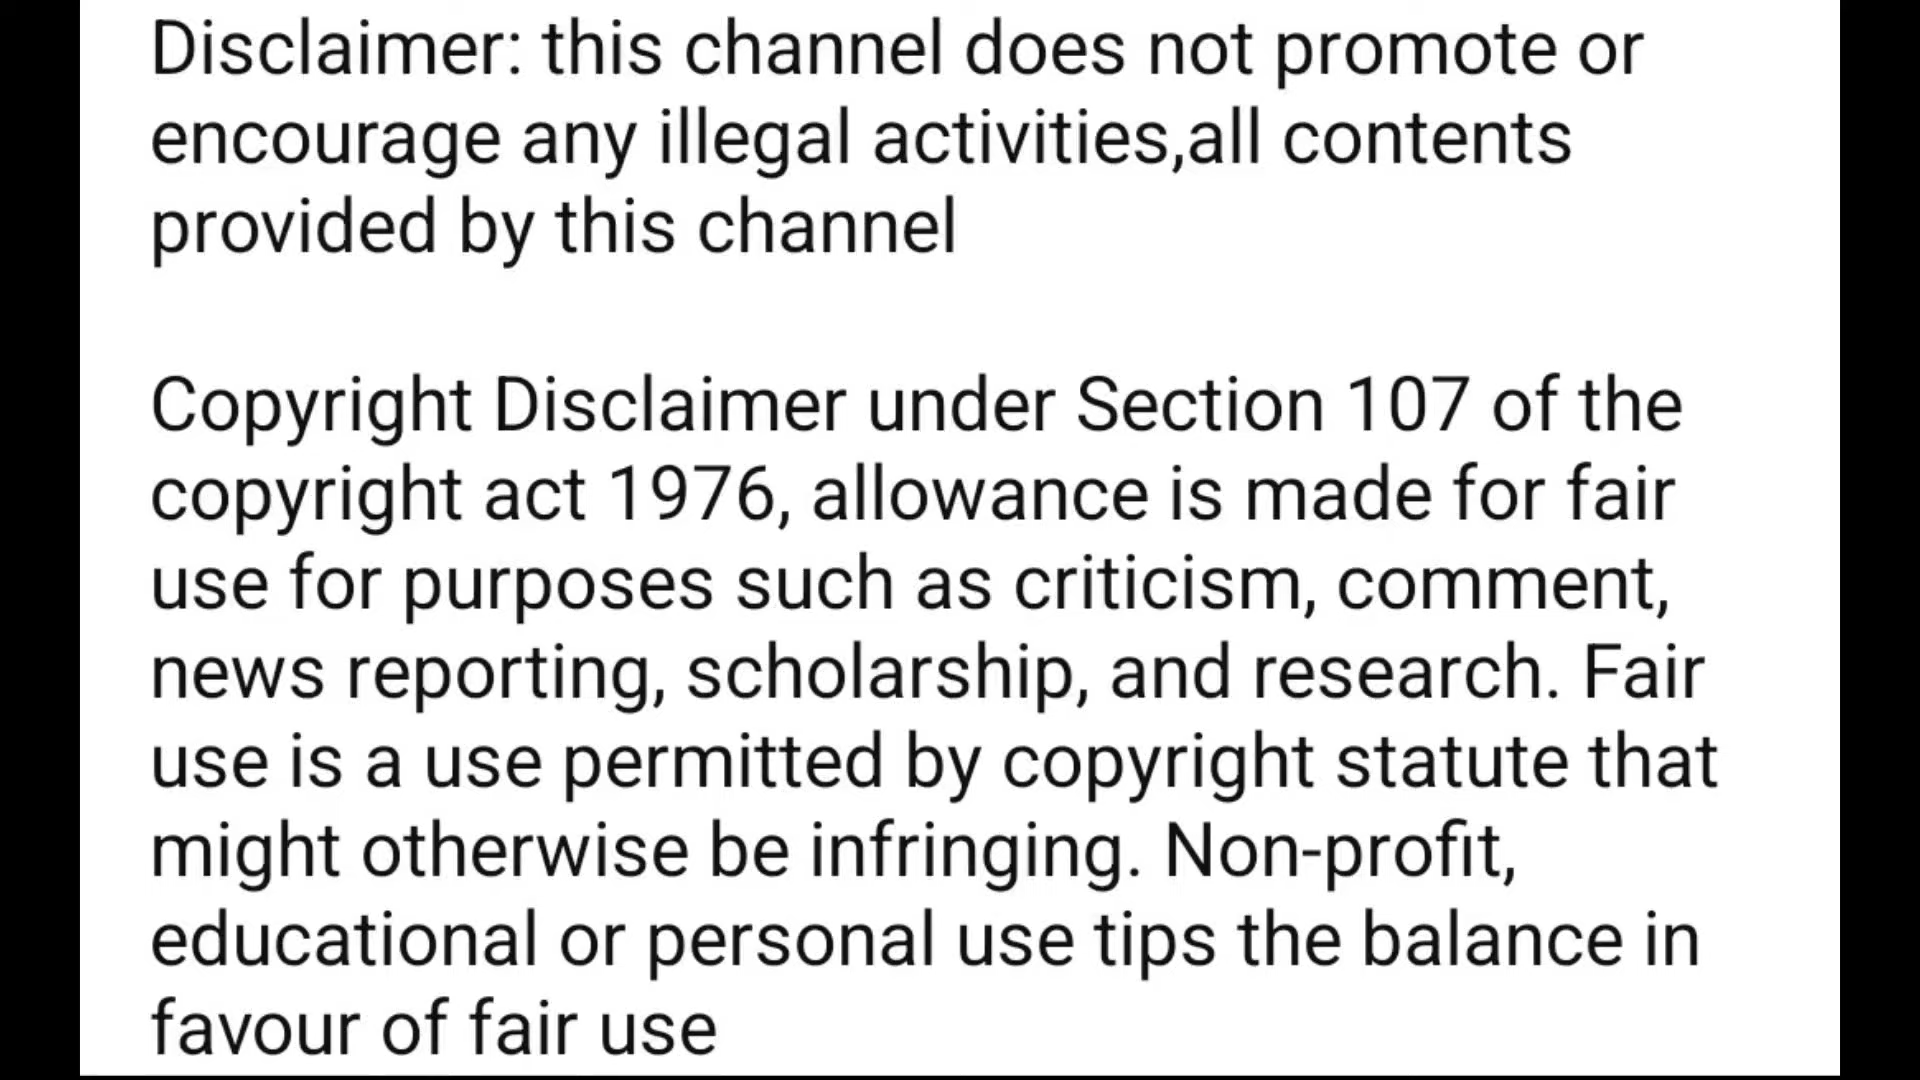 Disclaimer: this channel does not promote or
encourage any illegal activities,all contents
provided by this channel
Copyright Disclaimer under Section 107 of the
copyright act 1976, allowance is made for fair
use for purposes such as criticism, comment,
news reporting, scholarship, and research. Fair
use is a use permitted by copyright statute that
might otherwise be infringing. Non-profit,
educational or personal use tips the balance in
favour of fair use